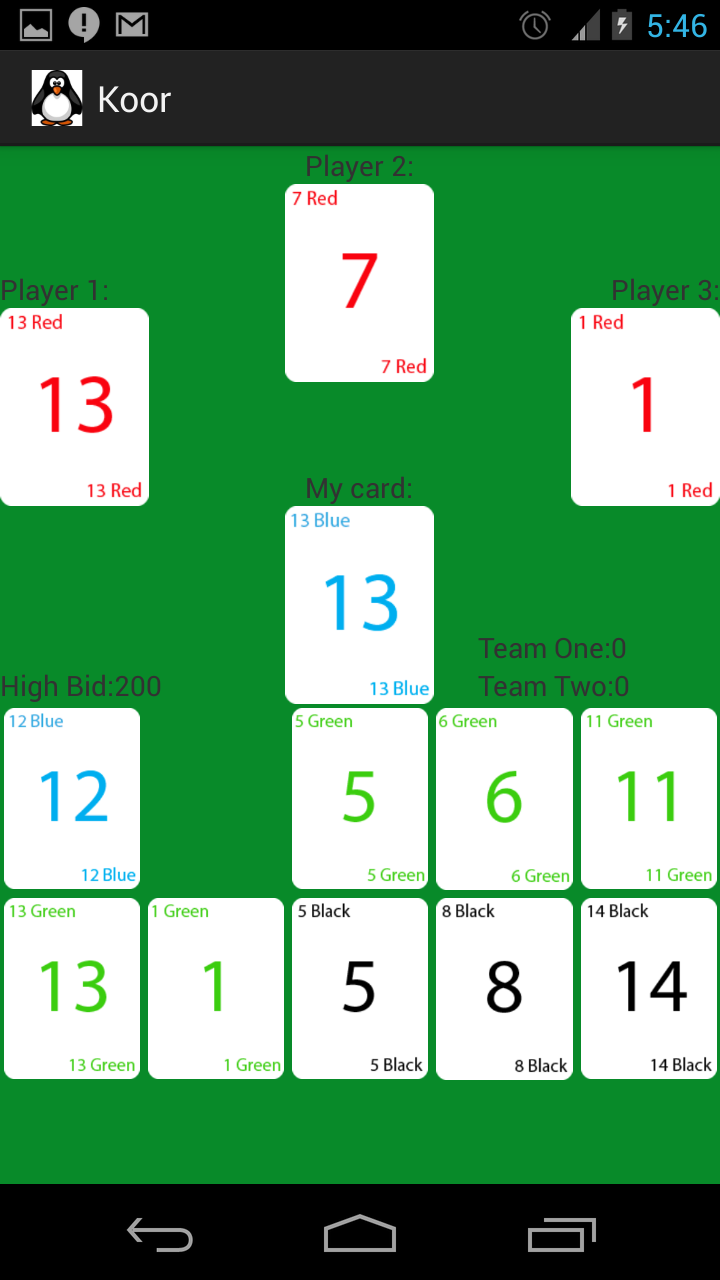 5:46
Koor
Player 2:
7 Red
7
7 Red
Player 1:
13 Red
13
13 Red
Player 3:
1 Red
1
1 Red
My card:
13 Blue
13
13 Blue
High Bid:200
Team One:0
Team Two:0
12 Blue
12
12 Blue
5 Green
5
5 Green
6 Green
6
6 Green
11 Green
11
11 Green
13 Green
13
13 Green
1 Green
1
1 Green
5 Black
5
5 Black
8 Black
8
8 Black
14 Black
14
14 Black